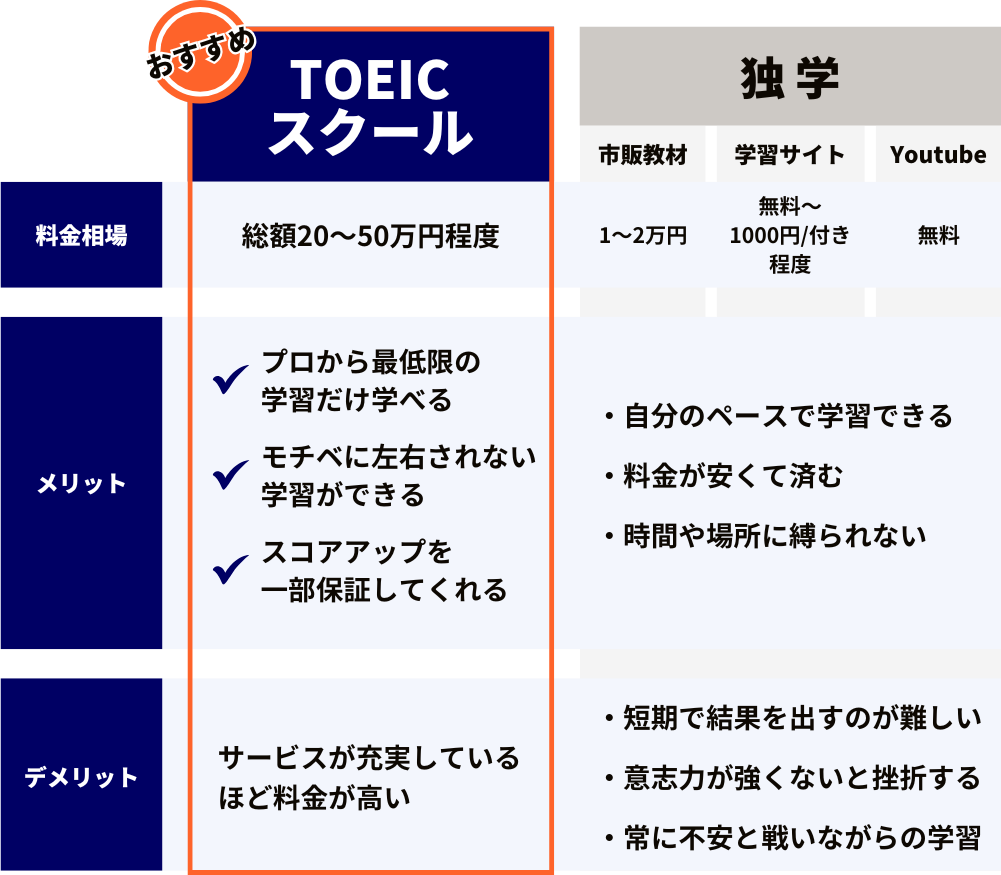 おすすめ
TOEIC
スクール
独学
市販教材
学習サイト
Youtube
料金相場
総額20〜50万円程度
1〜2万円
無料〜
1000円/付き
程度
無料
メリット
プロから最低限の
学習だけ学べる
モチベに左右されない
学習ができる
スコアアップを
一部保証してくれる
・自分のペースで学習できる
・料金が安くて済む
・時間や場所に縛られない
デメリット
サービスが充実している
ほど料金が高い
・短期で結果を出すのが難しい
・意志力が強くないと挫折する
・常に不安と戦いながらの学習